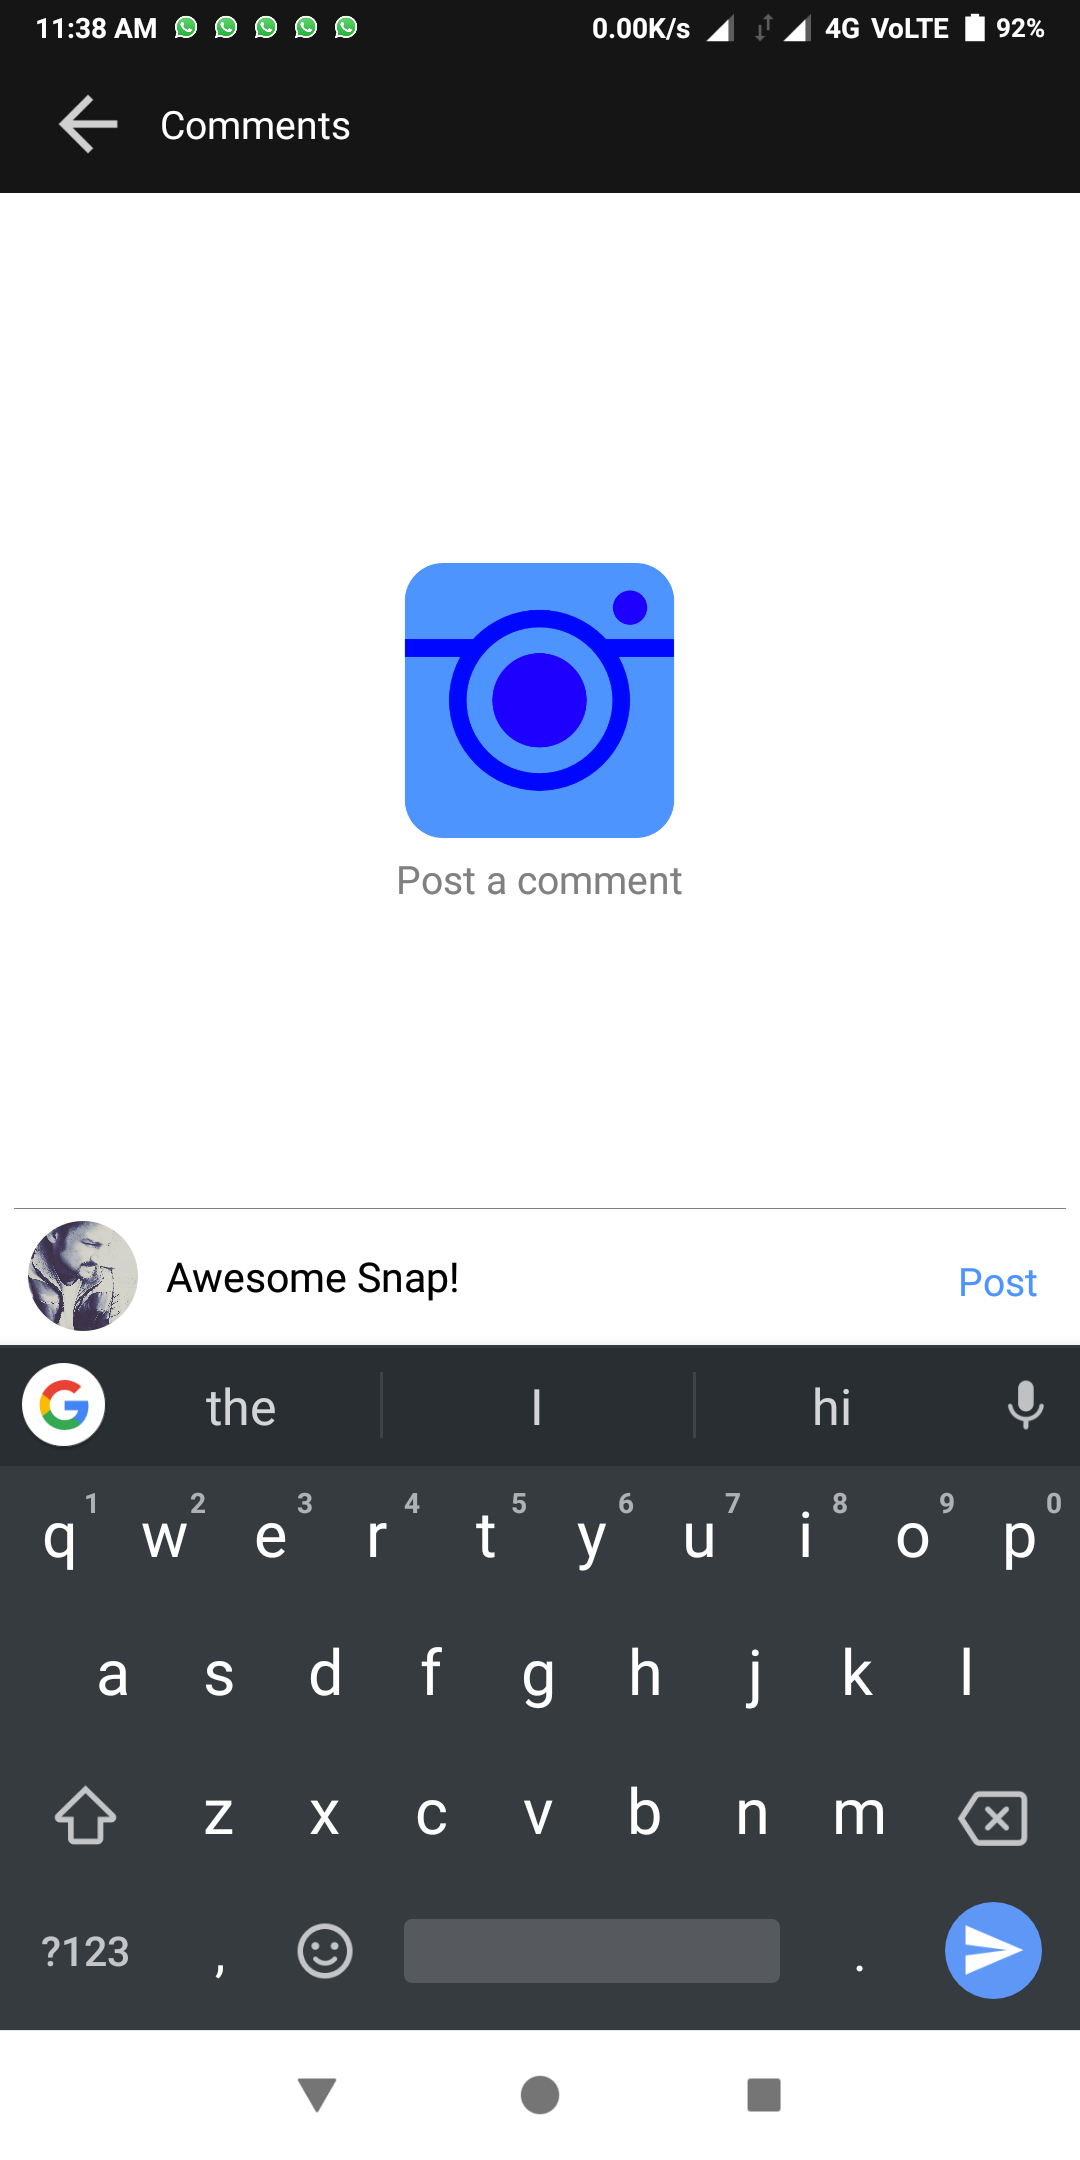 11:38 AM 0.00K/s 4G VoLTE 92%
Comments
Post a comment
Awesome Snap! Post
the I hi
1 2 3 4 5 6 7 8 9 0
q w e r t y u i o p
a s d f g h j k l
z x c v b n m
?123 , .